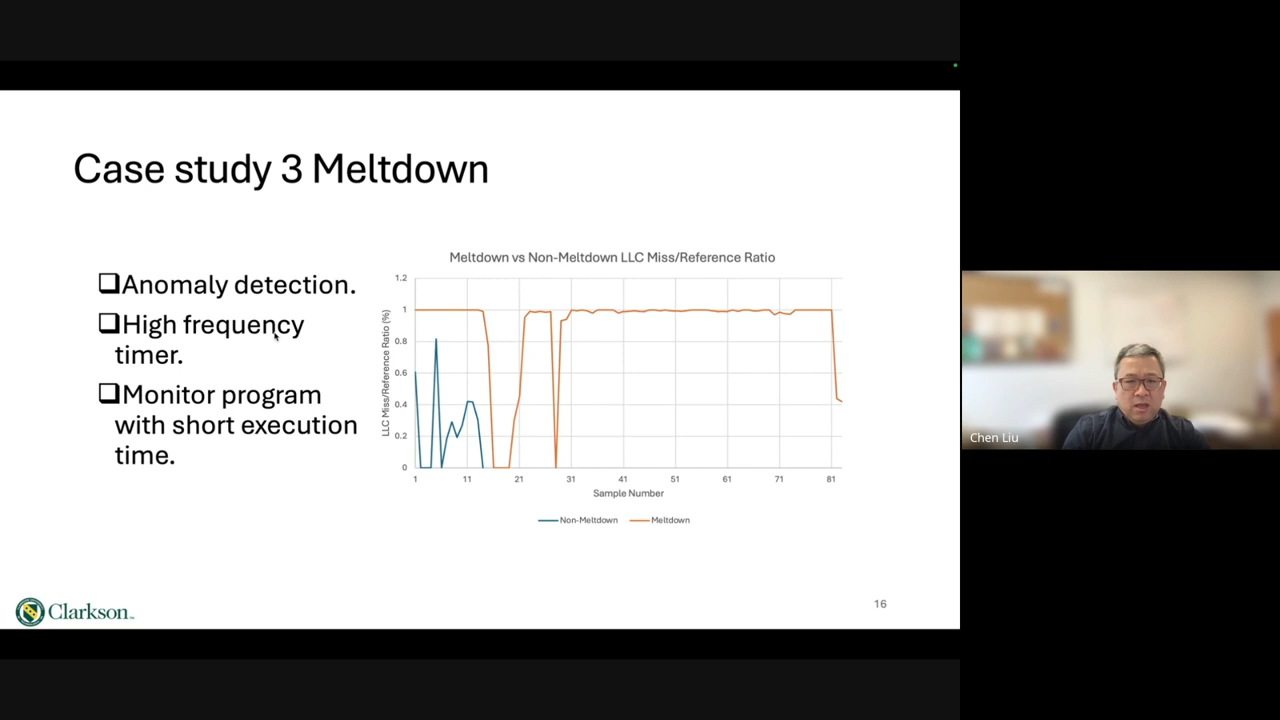 Case study 3 Meltdown
Anomaly detection.
High frequency
timer.
Monitor program
with short execution
time.
Meltdown vs Non-Meltdown LLC Miss/Reference Ratio
LLC Miss/Reference Ratio (%)
1.2
1
0.8
0.6
0.4
0.2
0
1 11 21 31 41 51 61 71 81
Sample Number
Non-Meltdown Meltdown
Clarkson
16
Chen Liu